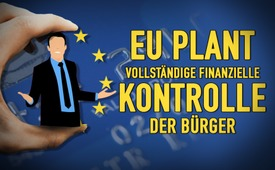 EU PLANT
VOLLSTÄNDIGE FINANZIELLE
KONTROLLE
DER BÜRGER